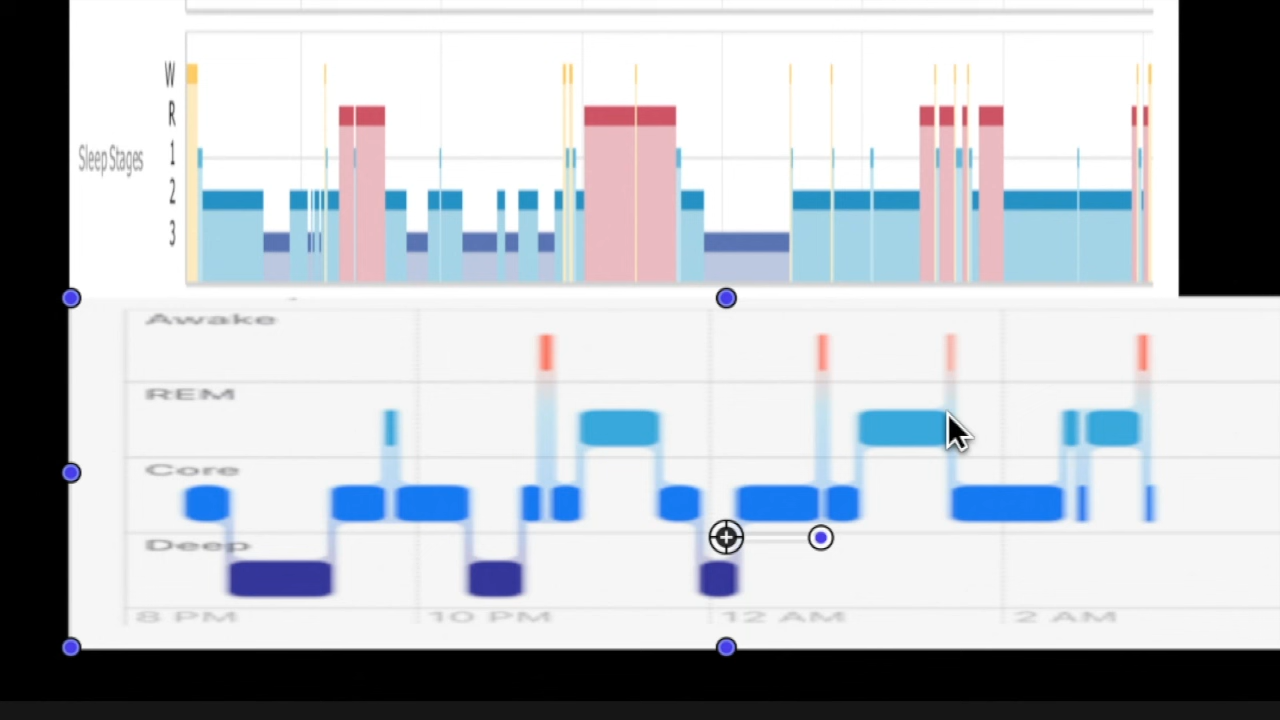 W
R
Sleep Stages
1
2
3
Awake
REM
Core
Deep
8 PM 10 PM 12 AM 2 AM